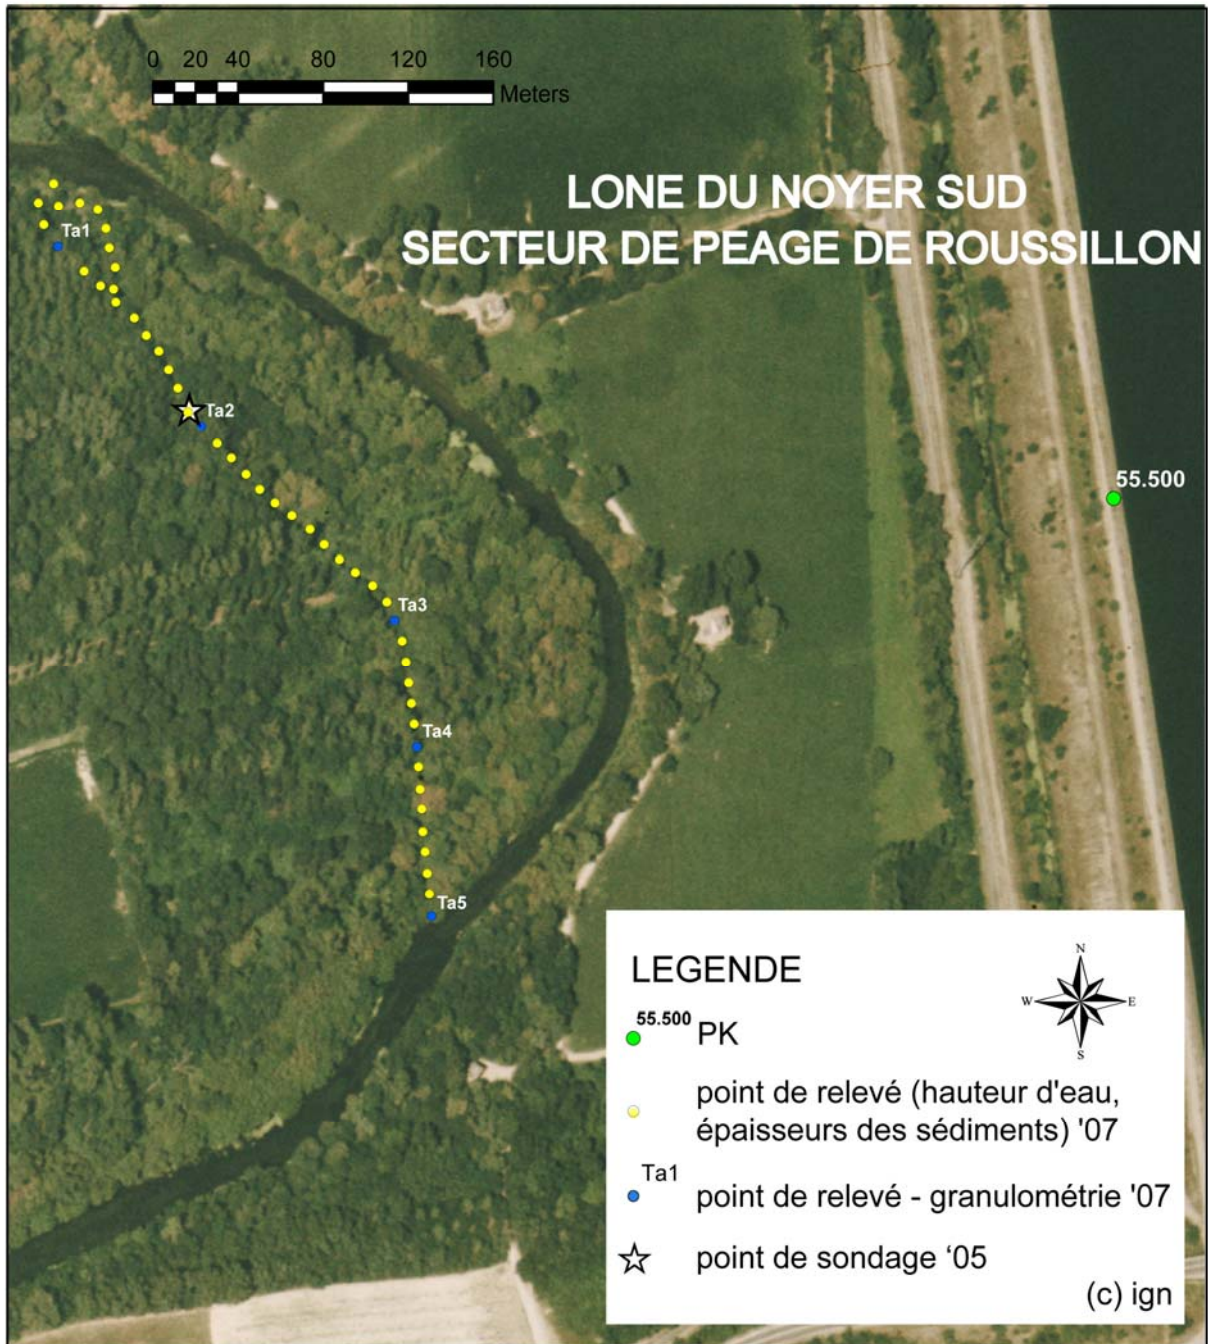 0 20 40 80 120 160
Meters
LONE DU NOYER SUD
SECTEUR DE PEAGE DE ROUSSILLON
Ta1
Ta2
55.500
Ta3
Ta4
Ta5
LEGENDE
N
W E
S
55.500 PK
point de relevé (hauteur d'eau,
épaisseurs des sédiments) '07
Ta1 point de relevé - granulométrie '07
point de sondage ‘05
(c) ign